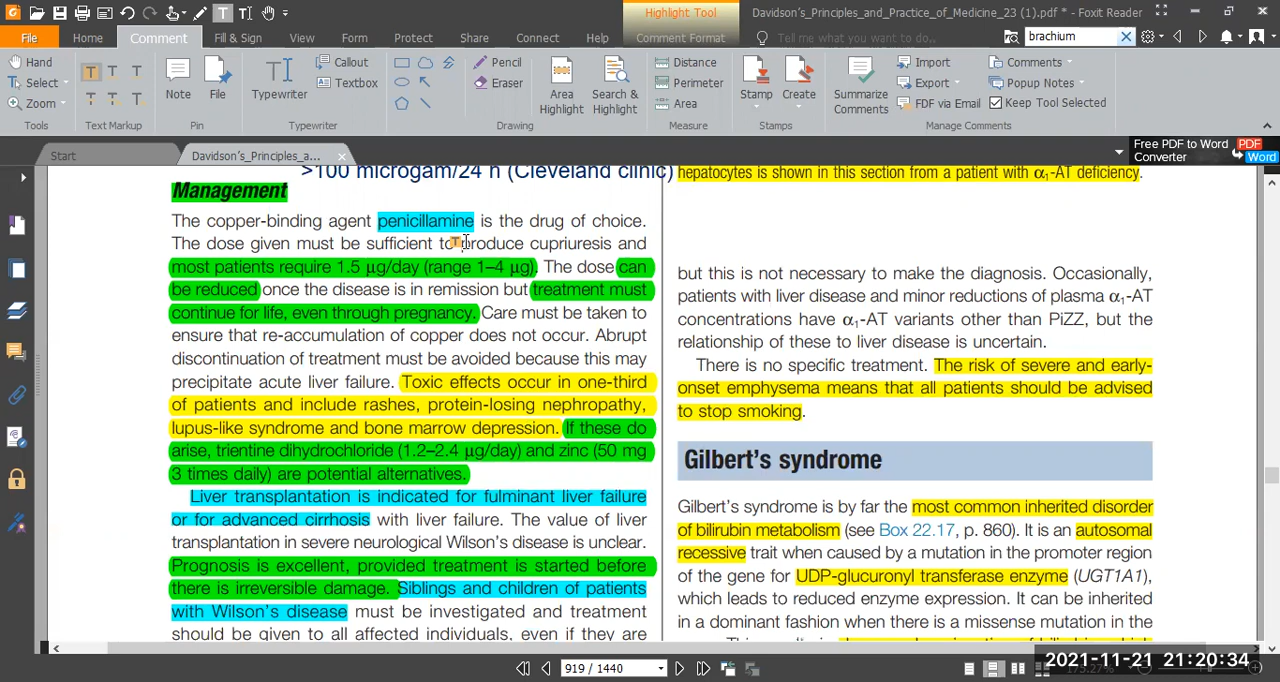 Highlight Tool
Davidson's_Principles_and_Practice_of_Medicine_23 (1).pdf * - Foxit Reader
File
Home
Comment
Fill & Sign
View
Form
Protect
Share
Connect
Help
Comment Format
Tell me what you want to do...
brachium
Hand
Select
Zoom
Tools
Text Markup
Note
File
Pin
Typewriter
Callout
Textbox
Typewriter
Pencil
Eraser
Drawing
Area Highlight
Search & Highlight
Distance
Perimeter
Area
Measure
Stamp
Create
Stamps
Summarize Comments
Import
Export
FDF via Email
Comments
Popup Notes
Keep Tool Selected
Manage Comments
Start
Davidson's_Principles_a...
Free PDF to Word
Converter
PDF
Word
>100 microgam/24 h (Cleveland clinic)
Management
The copper-binding agent penicillamine is the drug of choice.
The dose given must be sufficient to produce cupriuresis and
most patients require 1.5 µg/day (range 1–4 µg). The dose can
be reduced once the disease is in remission but treatment must
continue for life, even through pregnancy. Care must be taken to
ensure that re-accumulation of copper does not occur. Abrupt
discontinuation of treatment must be avoided because this may
precipitate acute liver failure. Toxic effects occur in one-third
of patients and include rashes, protein-losing nephropathy,
lupus-like syndrome and bone marrow depression. If these do
arise, trientine dihydrochloride (1.2–2.4 µg/day) and zinc (50 mg
3 times daily) are potential alternatives.
Liver transplantation is indicated for fulminant liver failure
or for advanced cirrhosis with liver failure. The value of liver
transplantation in severe neurological Wilson's disease is unclear.
Prognosis is excellent, provided treatment is started before
there is irreversible damage. Siblings and children of patients
with Wilson's disease must be investigated and treatment
should be given to all affected individuals, even if they are
hepatocytes is shown in this section from a patient with α1-AT deficiency.
but this is not necessary to make the diagnosis. Occasionally,
patients with liver disease and minor reductions of plasma α1-AT
concentrations have α1-AT variants other than PiZZ, but the
relationship of these to liver disease is uncertain.
There is no specific treatment. The risk of severe and early-
onset emphysema means that all patients should be advised
to stop smoking.
Gilbert's syndrome
Gilbert's syndrome is by far the most common inherited disorder
of bilirubin metabolism (see Box 22.17, p. 860). It is an autosomal
recessive trait when caused by a mutation in the promoter region
of the gene for UDP-glucuronyl transferase enzyme (UGT1A1),
which leads to reduced enzyme expression. It can be inherited
in a dominant fashion when there is a missense mutation in the
919 / 1440
2021-11-21 21:20:34